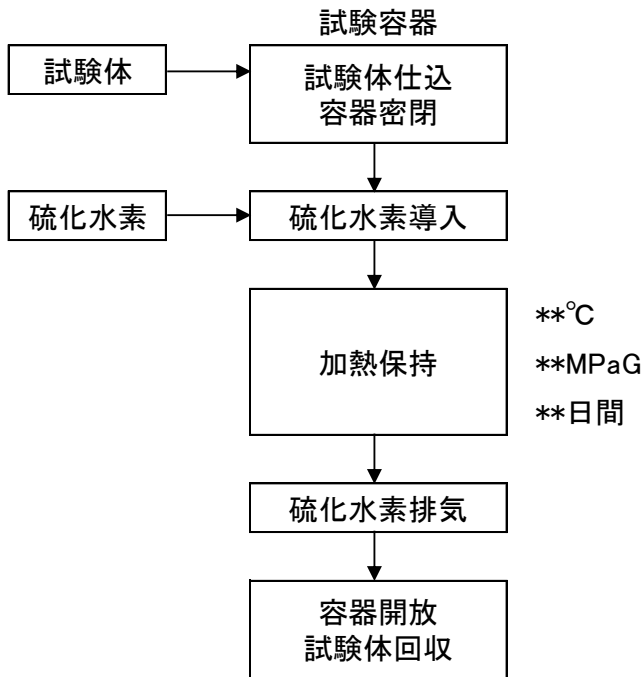 試験容器
試験体
試験体仕込
容器密閉
硫化水素
硫化水素導入
加熱保持
**℃
**MPaG
**日間
硫化水素排気
容器開放
試験体回収